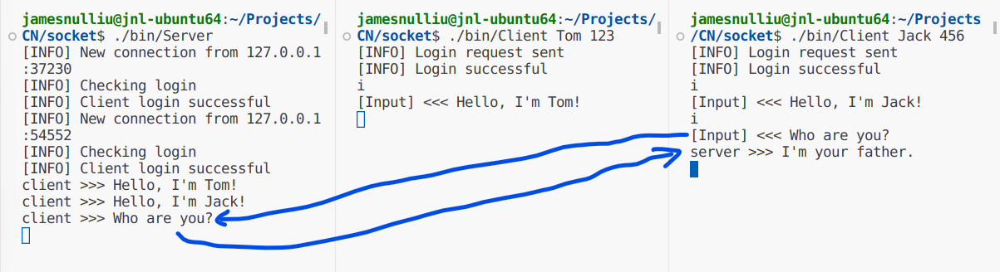 jamesnulliu@jnl-ubuntu64:~/Projects/
CN/socket$ ./bin/Server
[INFO] New connection from 127.0.0.1
:37230
[INFO] Checking login
[INFO] Client login successful
[INFO] New connection from 127.0.0.1
:54552
[INFO] Checking login
[INFO] Client login successful
client >>> Hello, I'm Tom!
client >>> Hello, I'm Jack!
client >>> Who are you?
jamesnulliu@jnl-ubuntu64:~/Projects/
CN/socket$ ./bin/Client Tom 123
[INFO] Login request sent
[INFO] Login successful
i
[Input] <<< Hello, I'm Tom!
jamesnulliu@jnl-ubuntu64:~/Projects
/CN/socket$ ./bin/Client Jack 456
[INFO] Login request sent
[INFO] Login successful
i
[Input] <<< Hello, I'm Jack!
i
[Input] <<< Who are you?
server >>> I'm your father.